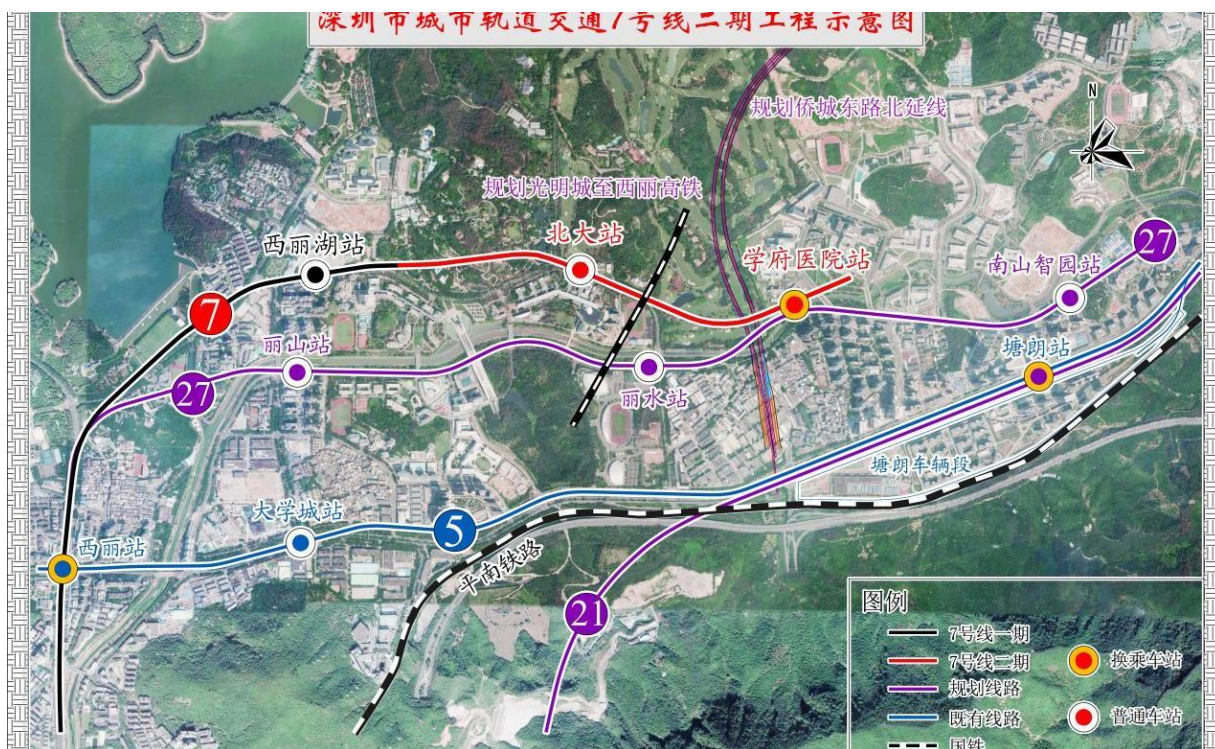 深圳市城市轨道交通7号线二期工程示意图
规划侨城东路北延线
N
规划光明城至西丽高铁
北大站
西丽湖站
学府医院站
南山智园站
27
7
丽山站
27
丽水站
塘朗站
塘朗车辆段
大学城站
5
西丽站
平南铁路
21
图例
7号线一期
7号线二期
换乘车站
规划线路
既有线路
普通车站
国铁